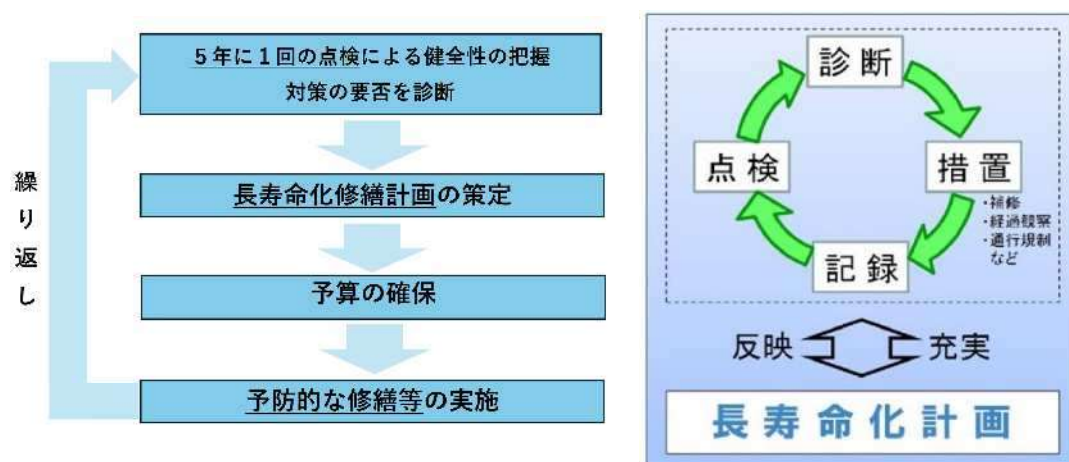 5年に1回の点検による健全性の把握
対策の要否を診断
長寿命化修繕計画の策定
予算の確保
予防的な修繕等の実施
繰り返し
診断
点検
措置
・補修
・経過観察
・通行規制
など
記録
反映
充実
長寿命化計画